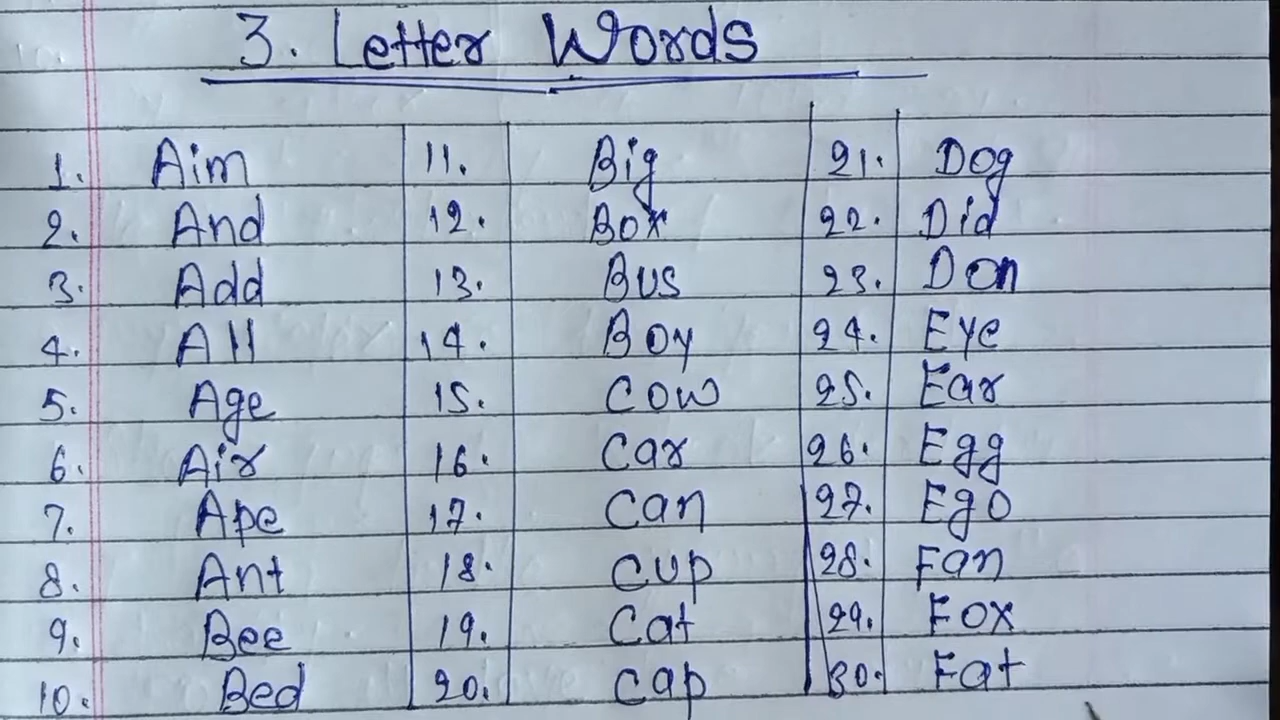 3. Letter Words
1. Aim 11. Big 21. Dog
2. And 12. Box 22. Did
3. Add 13. Bus 23. Don
4. All 14. Boy 24. Eye
5. Age 15. Cow 25. Ear
6. Air 16. Car 26. Egg
7. Ape 17. Can 27. Ego
8. Ant 18. Cup 28. Fan
9. Bee 19. Cat 29. Fox
10. Bed 20. Cap 30. Fat